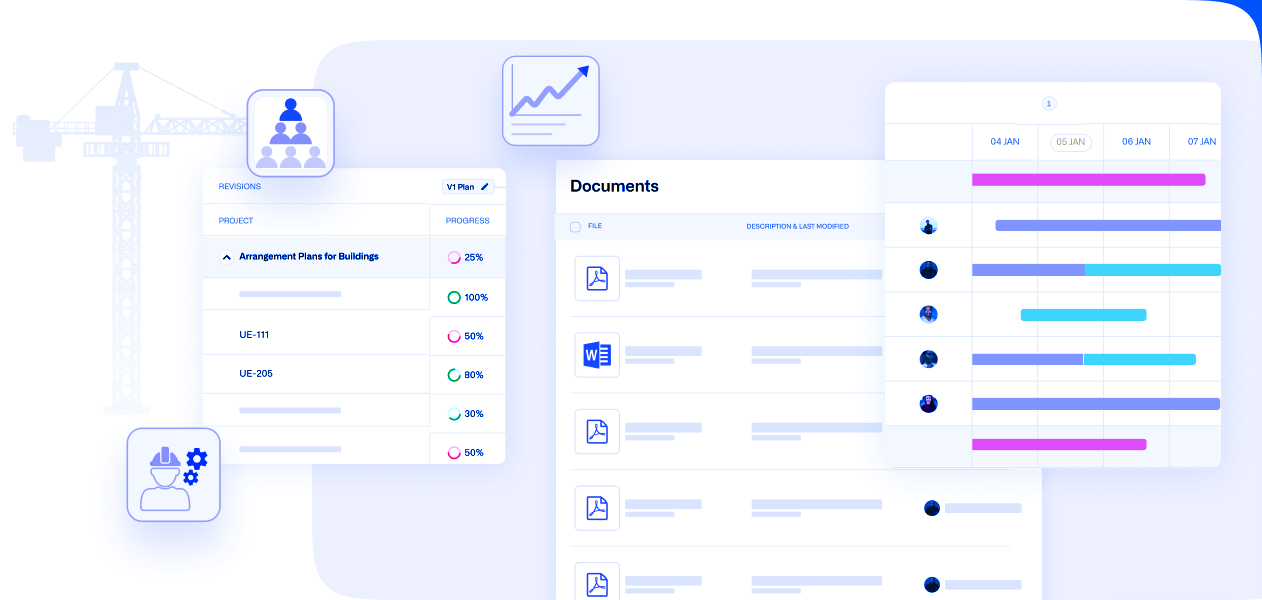 REVISIONS
V1 Plan
PROJECT
PROGRESS
Arrangement Plans for Buildings
25%
100%
UE-111
50%
UE-205
80%
30%
50%
Documents
FILE
DESCRIPTION & LAST MODIFIED
W
1
04 JAN
05 JAN
06 JAN
07 JAN